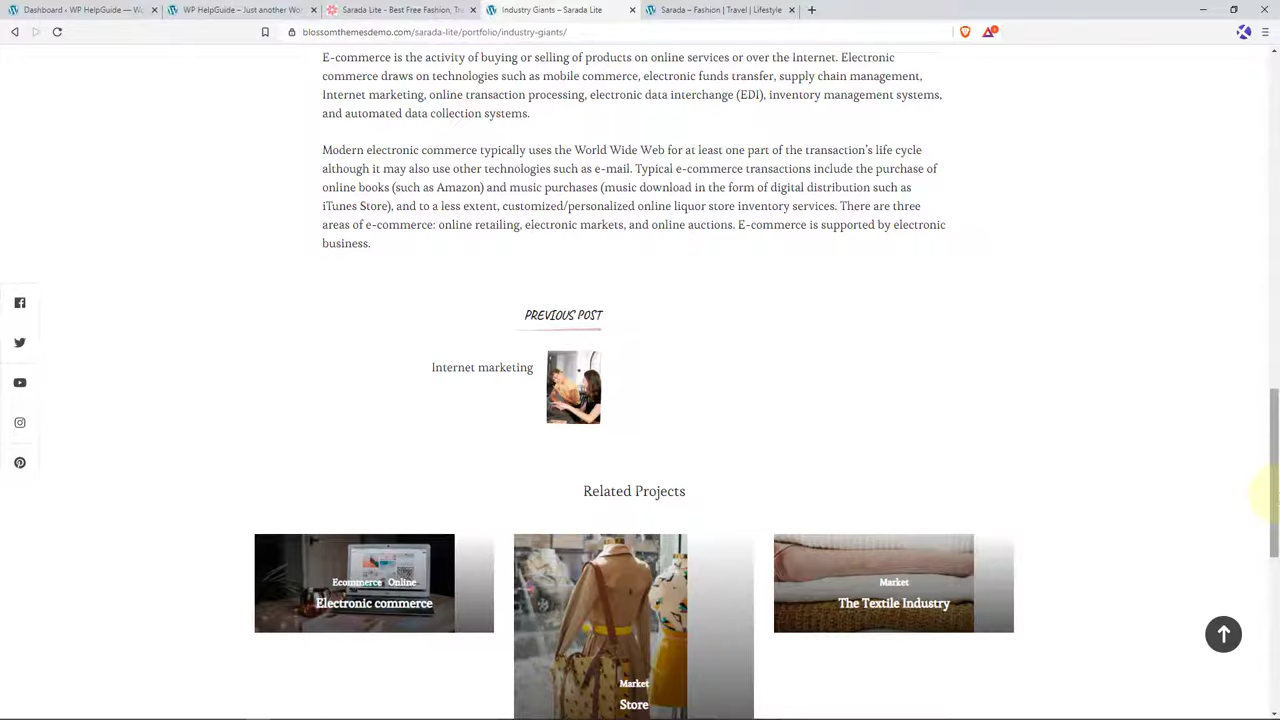 Dashboard ‹ WP HelpGuide — Wo
WP HelpGuide – Just another Wo
Sarada Lite - Best Free Fashion, Tra
Industry Giants – Sarada Lite
Sarada – Fashion | Travel | Lifestyle
blossomthemesdemo.com/sarada-lite/portfolio/industry-giants/
E-commerce is the activity of buying or selling of products on online services or over the Internet. Electronic
commerce draws on technologies such as mobile commerce, electronic funds transfer, supply chain management,
Internet marketing, online transaction processing, electronic data interchange (EDI), inventory management systems,
and automated data collection systems.
Modern electronic commerce typically uses the World Wide Web for at least one part of the transaction’s life cycle
although it may also use other technologies such as e-mail. Typical e-commerce transactions include the purchase of
online books (such as Amazon) and music purchases (music download in the form of digital distribution such as
iTunes Store), and to a less extent, customized/personalized online liquor store inventory services. There are three
areas of e-commerce: online retailing, electronic markets, and online auctions. E-commerce is supported by electronic
business.
PREVIOUS POST
Internet marketing
Related Projects
Ecommerce Online
Electronic commerce
Market
Store
Market
The Textile Industry